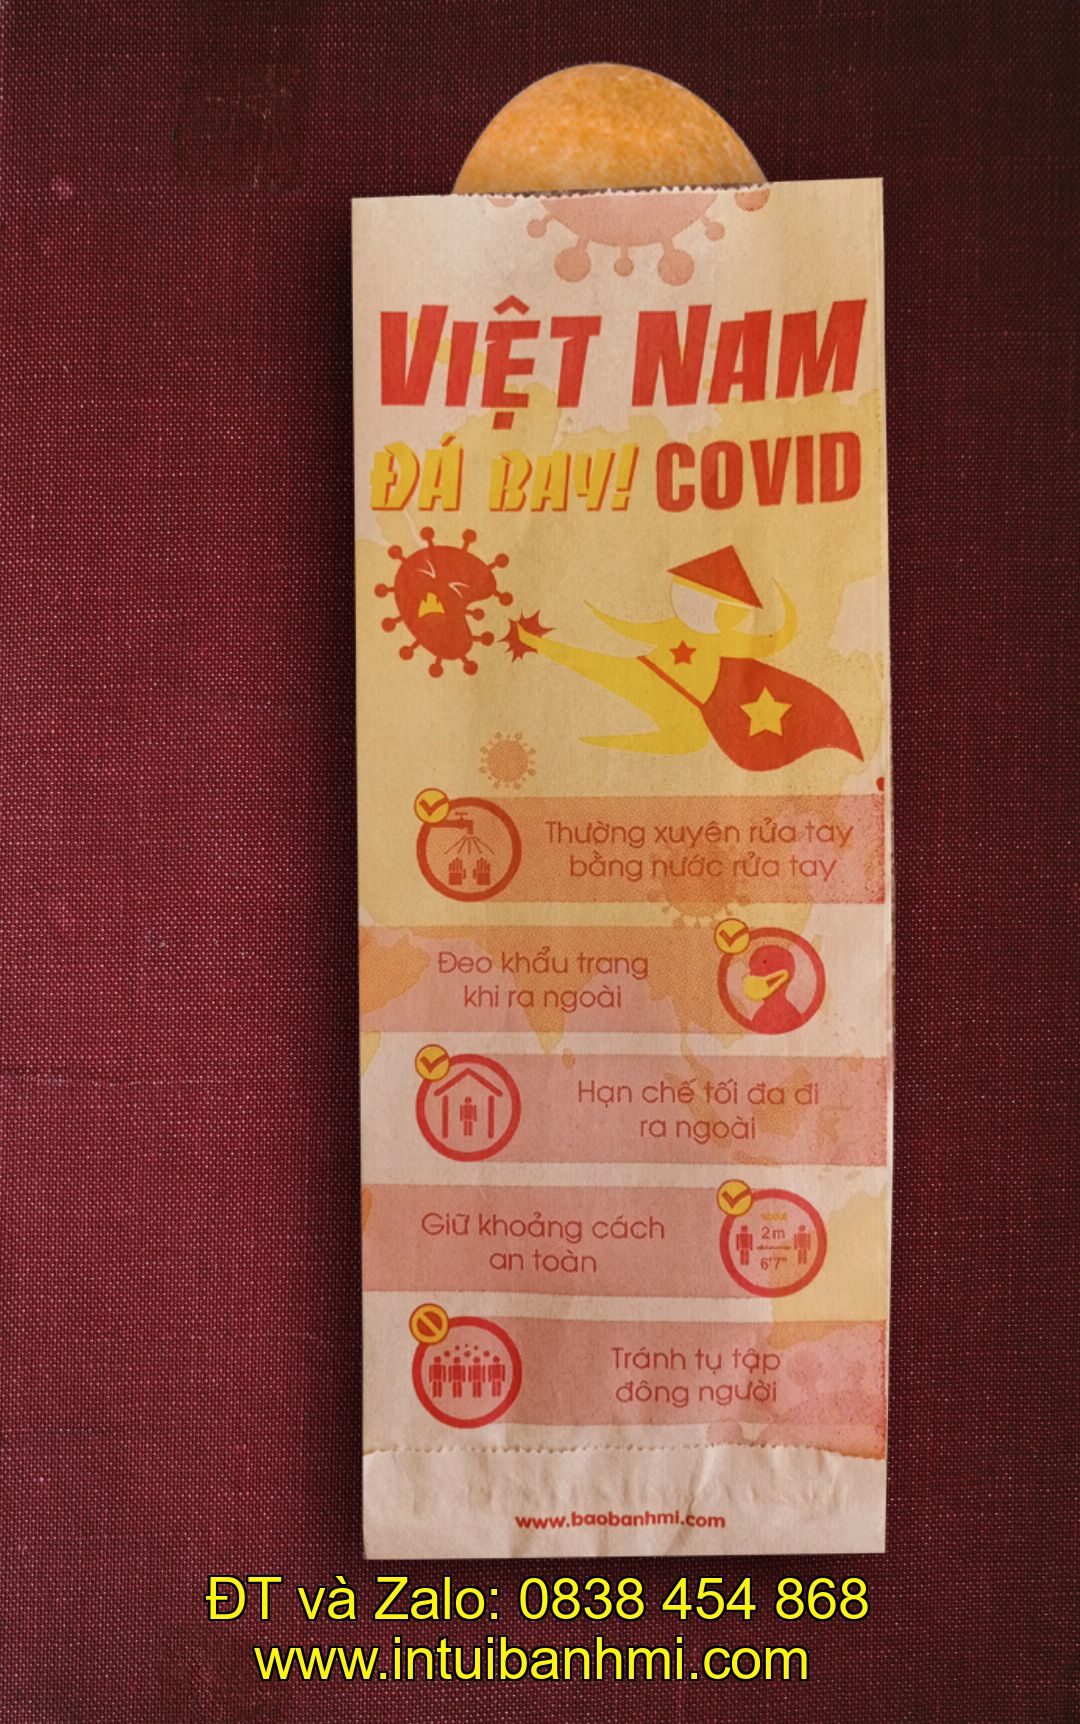 VIỆT NAM
ĐÁ BAY! COVID
Thường xuyên rửa tay
bằng nước rửa tay
Đeo khẩu trang
khi ra ngoài
Hạn chế tối đa đi
ra ngoài
Giữ khoảng cách
an toàn
about
2m
6'7"
Tránh tụ tập
đông người
www.baobanhmi.com
ĐT và Zalo: 0838 454 868
www.intuibanhmi.com